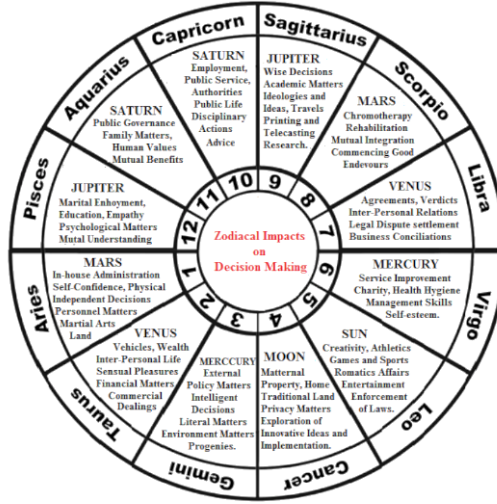 Capricorn
Sagittarius
Scorpio
Libra
Virgo
Leo
Cancer
Gemini
Taurus
Aries
Pisces
Aquarius
SATURN
Employment,
Public Service,
Authorities
Public Life
Disciplinary
Actions
Advice
JUPITER
Wise Decisions
Academic Matters
Ideologies and
Ideas, Travels
Printing and
Telecasting
Research.
MARS
Chromotherapy
Rehabilitation
Mutual Integration
Commencing Good
Endevours
VENUS
Agreements, Verdicts
Inter-Personal Relations
Legal Dispute settlement
Business Conciliations
MERCURY
Service Improvement
Charity, Health Hygiene
Management Skills
Self-esteem.
SUN
Creativity, Athletics
Games and Sports
Romatics Affairs
Entertainment
Enforcement
of Laws.
MOON
Matternal
Property, Home
Traditional Land
Privacy Matters
Exploration of
Innovative Ideas and
Implementation.
MERCCURY
External
Policy Matters
Intelligent
Decisions
Literal Matters
Environment Matters
Progenies.
VENUS
Vehicles, Wealth
Inter-Personal Life
Sensual Pleasures
Financial Matters
Commercial
Dealings
MARS
In-house Administration
Self-Confidence, Physical
Independent Decisions
Personnel Matters
Martial Arts
Land
JUPITER
Marital Enhoyment,
Education, Empathy
Psychological Matters
Mutal Understanding
SATURN
Public Governance
Family Matters,
Human Values
Mutual Benefits
10
9
8
7
6
5
4
3
2
1
12
11
Zodiacal Impacts
on
Decision Making